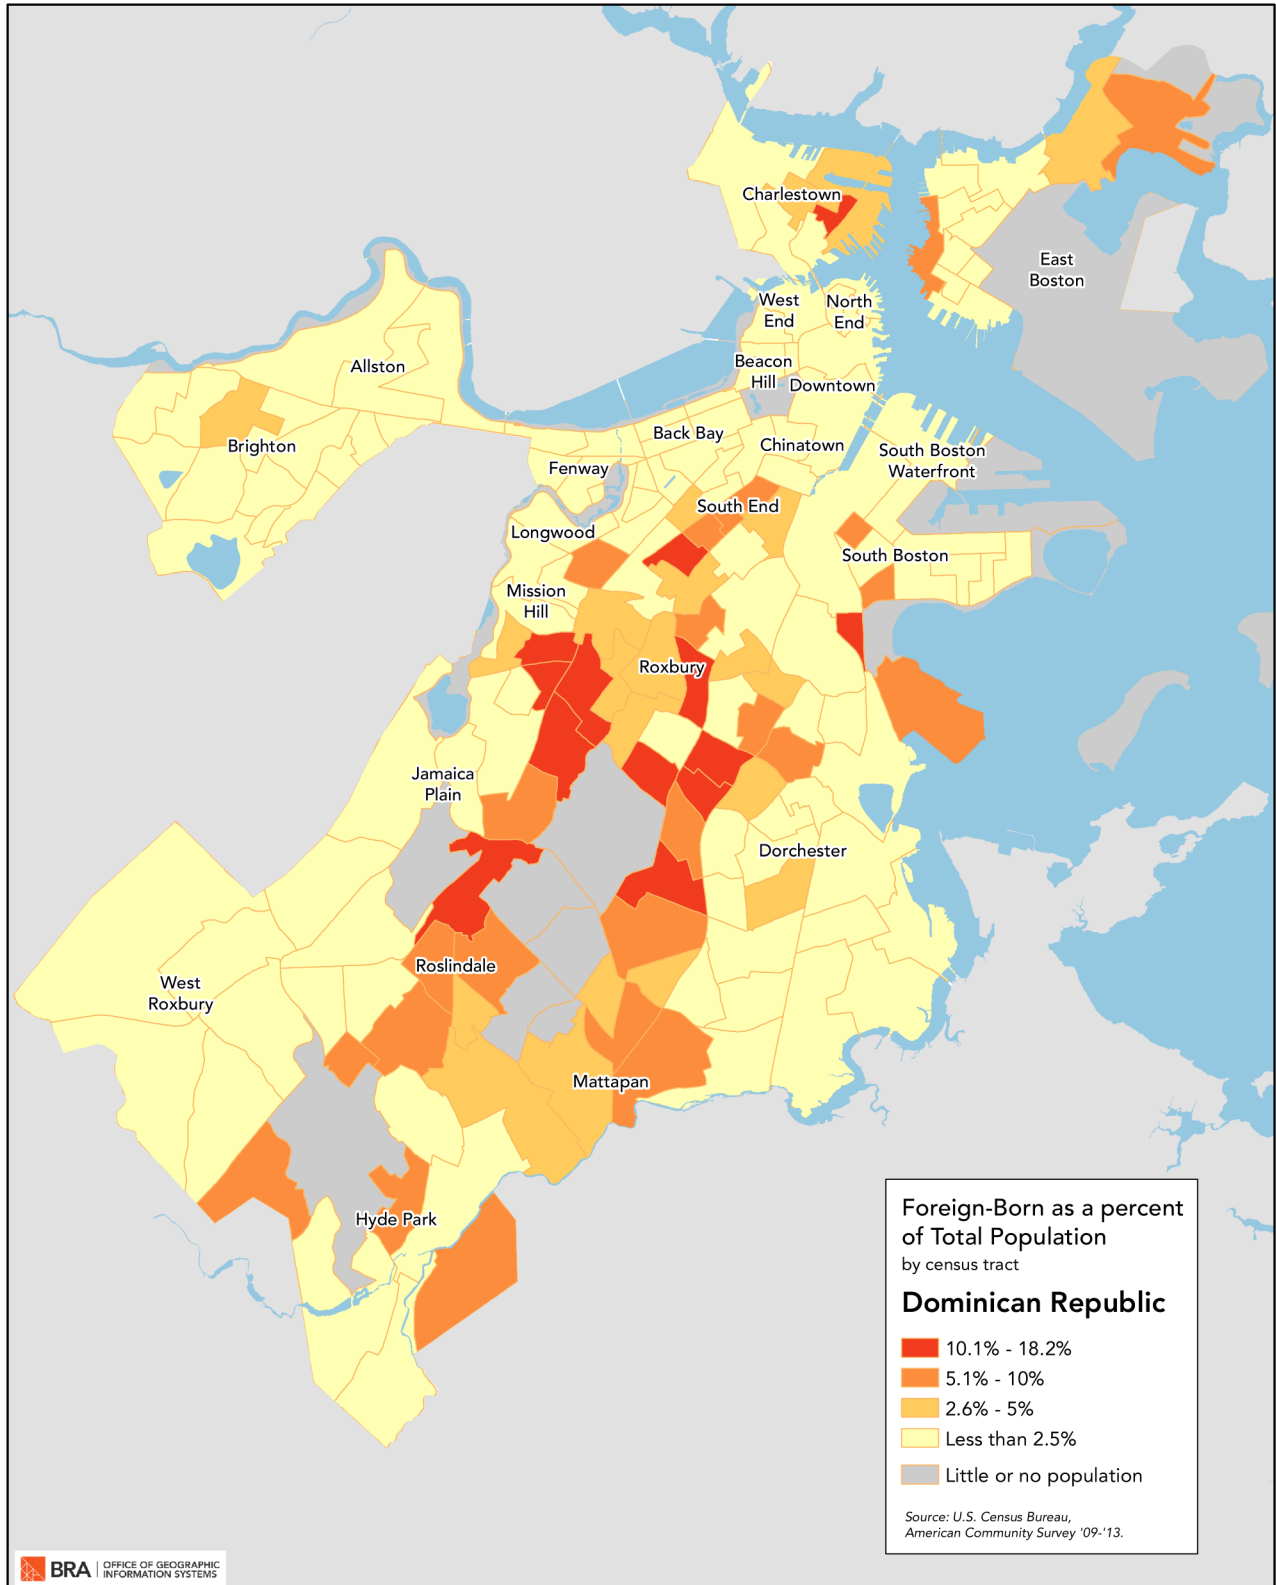 Charlestown
East
Boston
West
End
North
End
Allston
Beacon
Hill
Downtown
Back Bay
Chinatown
Brighton
South Boston
Waterfront
Fenway
South End
Longwood
South Boston
Mission
Hill
Roxbury
Jamaica
Plain
Dorchester
Roslindale
West
Roxbury
Mattapan
Hyde Park
Foreign-Born as a percent
of Total Population
by census tract
Dominican Republic
10.1% - 18.2%
5.1% - 10%
2.6% - 5%
Less than 2.5%
Little or no population
Source: U.S. Census Bureau,
American Community Survey '09-'13.
BRA
OFFICE OF GEOGRAPHIC
INFORMATION SYSTEMS